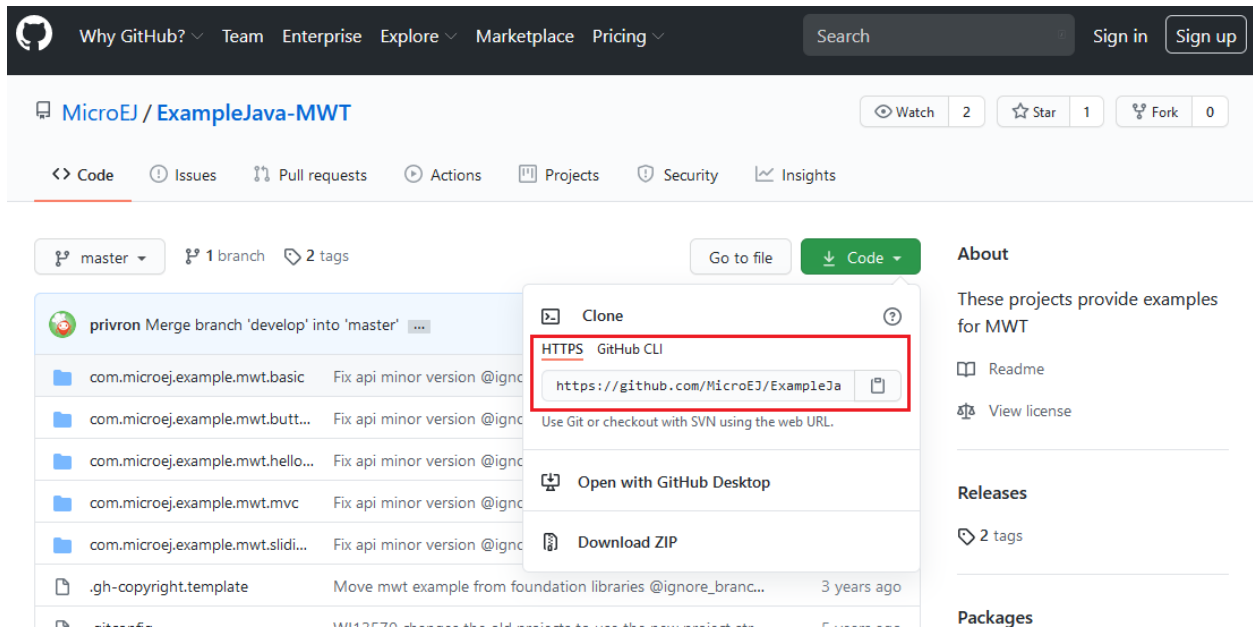 Why GitHub? Team Enterprise Explore Marketplace Pricing Search Sign in Sign up
MicroEJ / ExampleJava-MWT Watch 2 Star 1 Fork 0
Code Issues Pull requests Actions Projects Security Insights
master 1 branch 2 tags Go to file Code
privron Merge branch 'develop' into 'master' ...
com.microej.example.mwt.basic Fix api minor version @igno
com.microej.example.mwt.butt... Fix api minor version @igno
com.microej.example.mwt.hello... Fix api minor version @igno
com.microej.example.mwt.mvc Fix api minor version @igno
com.microej.example.mwt.slidi... Fix api minor version @igno
.gh-copyright.template Move mwt example from foundation libraries @ignore_branc... 3 years ago
Clone
HTTPS GitHub CLI
https://github.com/MicroEJ/ExampleJa
Use Git or checkout with SVN using the web URL.
Open with GitHub Desktop
Download ZIP
About
These projects provide examples
for MWT
Readme
View license
Releases
2 tags
Packages